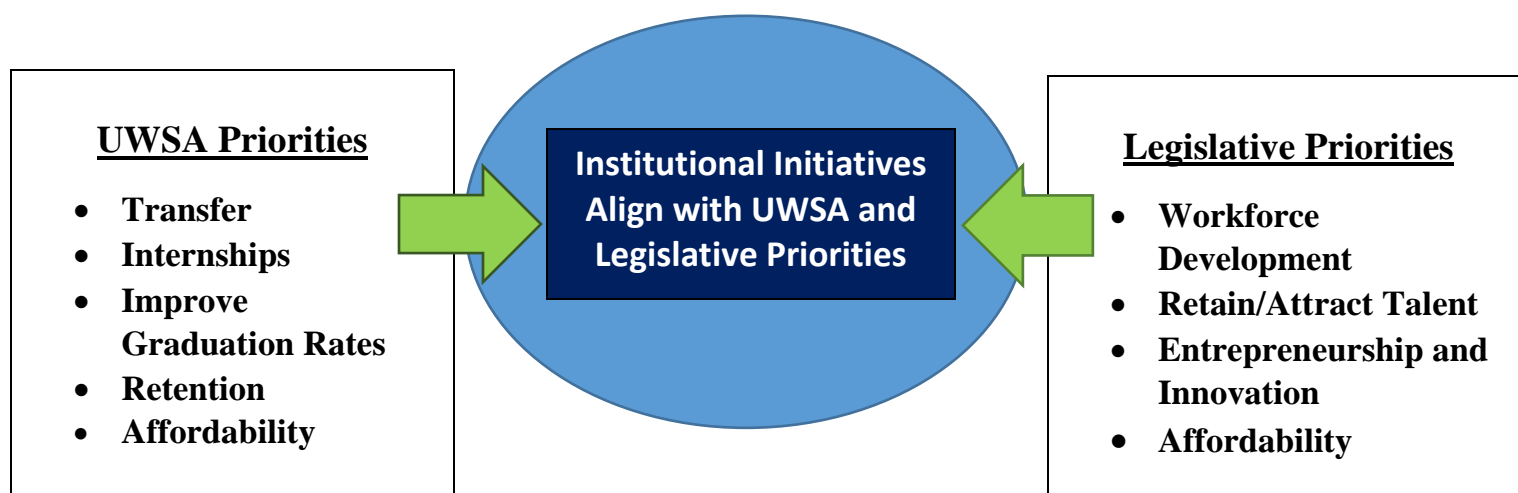 UWSA Priorities
• Transfer
• Internships
• Improve
Graduation Rates
• Retention
• Affordability
Institutional Initiatives
Align with UWSA and
Legislative Priorities
Legislative Priorities
• Workforce
Development
• Retain/Attract Talent
• Entrepreneurship and
Innovation
• Affordability